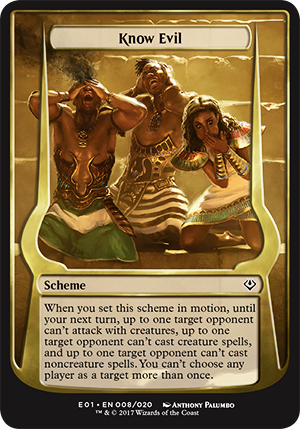 Know Evil
Scheme
When you set this scheme in motion, until
your next turn, up to one target opponent
can't attack with creatures, up to one
target opponent can't cast creature spells,
and up to one target opponent can't cast
noncreature spells. You can't choose any
player as a target more than once.
E01 • EN 008/020 Anthony Palumbo
™ & © 2017 Wizards of the Coast